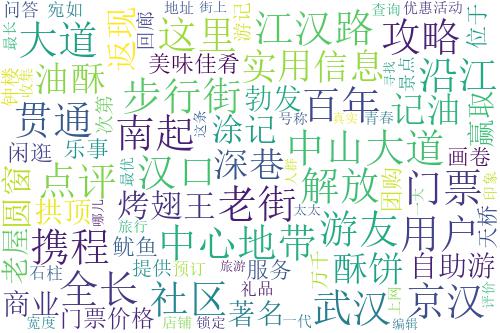 问答
宛如
地址
街上
查询
优惠活动
最长
大道
返现
回廊
这里
游记
江汉路
寻找
景点
攻略
位于
钟楼
收集
油酥
美味佳肴
实用信息
沿江
次第
步行街
勃发
百年
记油
赢取
贯通
南起
涂记
这条
号称
真实
青春
画卷
闲逛
乐事
最优
汉口
深巷
中山大道
人群
解放
团购
门票
天
印象
老屋
圆窗
点评
拱顶
哪儿
烤翅王
老街
太太
游友
用户
天桥
携程
旅行
鱿鱼
中心地带
万千
酥饼
自助游
石柱
提供
预订
旅游
服务
上网
评价
商业
全长
社区
礼品
著名
武汉
京汉
宽度
门票价格
店铺
锁定
一代
编辑